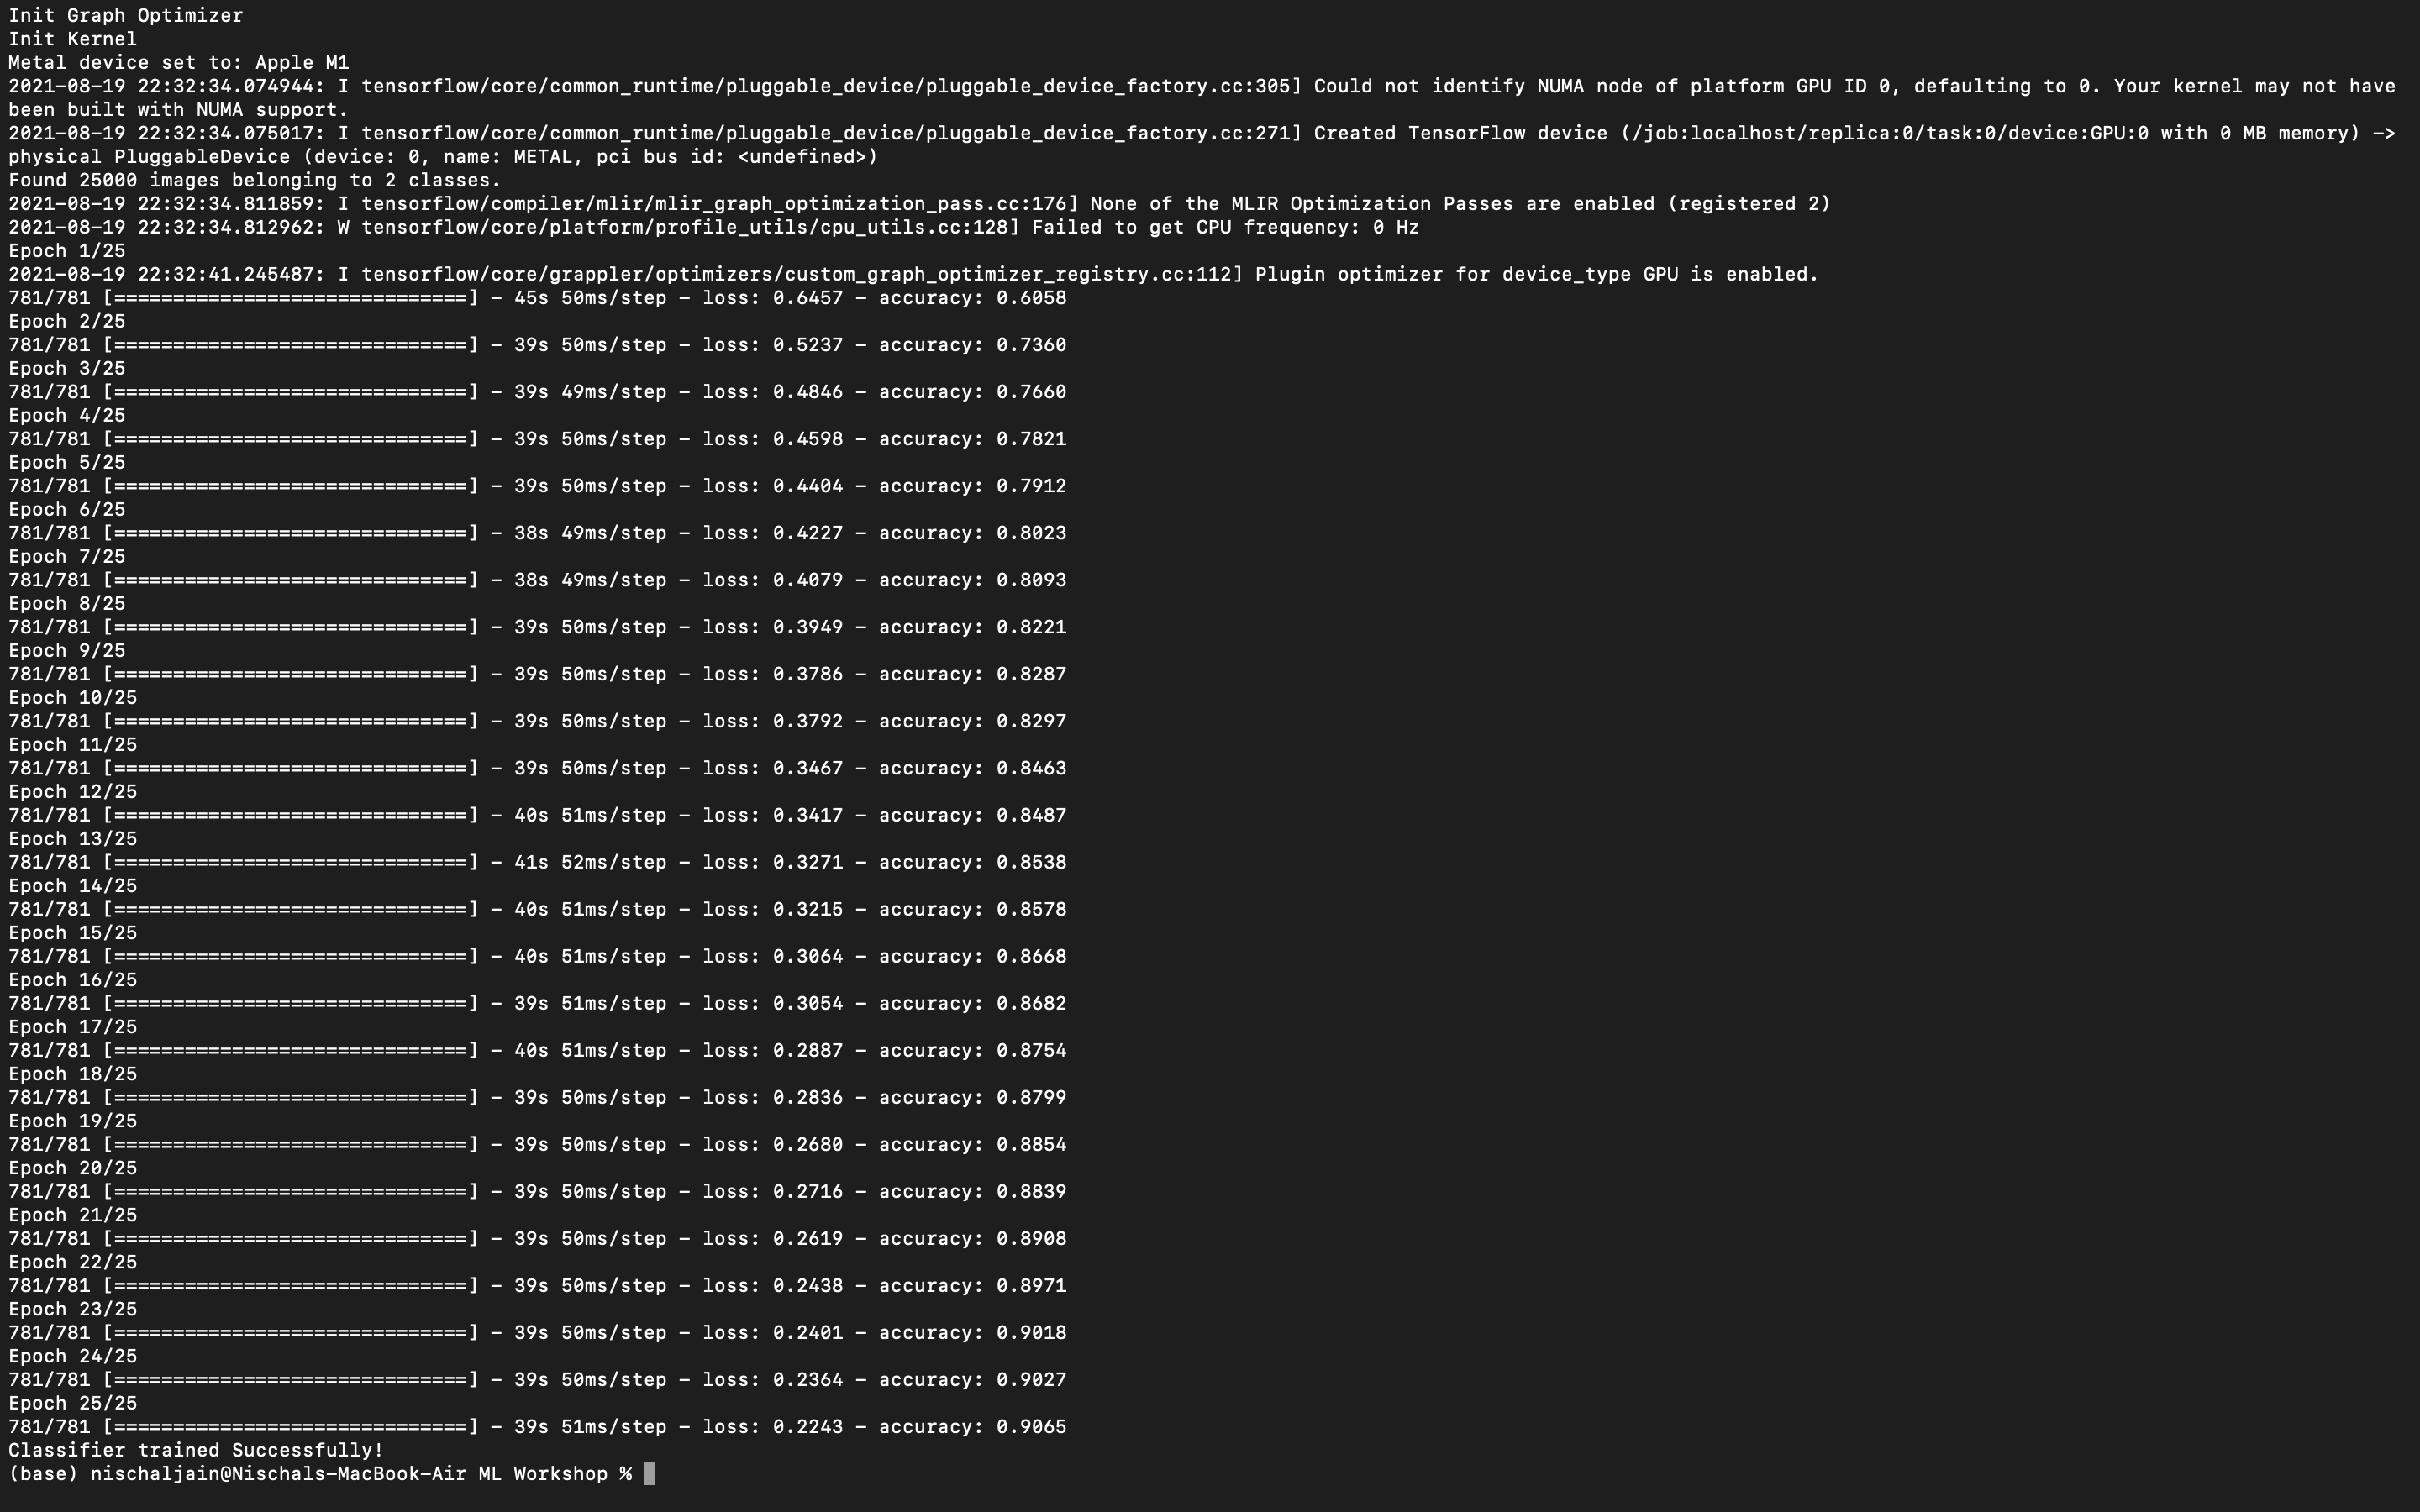 Init Graph Optimizer
Init Kernel
Metal device set to: Apple M1
2021-08-19 22:32:34.074944: I tensorflow/core/common_runtime/pluggable_device/pluggable_device_factory.cc:305] Could not identify NUMA node of platform GPU ID 0, defaulting to 0. Your kernel may not have
been built with NUMA support.
2021-08-19 22:32:34.075017: I tensorflow/core/common_runtime/pluggable_device/pluggable_device_factory.cc:271] Created TensorFlow device (/job:localhost/replica:0/task:0/device:GPU:0 with 0 MB memory) ->
physical PluggableDevice (device: 0, name: METAL, pci bus id: <undefined>)
Found 25000 images belonging to 2 classes.
2021-08-19 22:32:34.811859: I tensorflow/compiler/mlir/mlir_graph_optimization_pass.cc:176] None of the MLIR Optimization Passes are enabled (registered 2)
2021-08-19 22:32:34.812962: W tensorflow/core/platform/profile_utils/cpu_utils.cc:128] Failed to get CPU frequency: 0 Hz
Epoch 1/25
2021-08-19 22:32:41.245487: I tensorflow/core/grappler/optimizers/custom_graph_optimizer_registry.cc:112] Plugin optimizer for device_type GPU is enabled.
781/781 [==============================] - 45s 50ms/step - loss: 0.6457 - accuracy: 0.6058
Epoch 2/25
781/781 [==============================] - 39s 50ms/step - loss: 0.5237 - accuracy: 0.7360
Epoch 3/25
781/781 [==============================] - 39s 49ms/step - loss: 0.4846 - accuracy: 0.7660
Epoch 4/25
781/781 [==============================] - 39s 50ms/step - loss: 0.4598 - accuracy: 0.7821
Epoch 5/25
781/781 [==============================] - 39s 50ms/step - loss: 0.4404 - accuracy: 0.7912
Epoch 6/25
781/781 [==============================] - 38s 49ms/step - loss: 0.4227 - accuracy: 0.8023
Epoch 7/25
781/781 [==============================] - 38s 49ms/step - loss: 0.4079 - accuracy: 0.8093
Epoch 8/25
781/781 [==============================] - 39s 50ms/step - loss: 0.3949 - accuracy: 0.8221
Epoch 9/25
781/781 [==============================] - 39s 50ms/step - loss: 0.3786 - accuracy: 0.8287
Epoch 10/25
781/781 [==============================] - 39s 50ms/step - loss: 0.3792 - accuracy: 0.8297
Epoch 11/25
781/781 [==============================] - 39s 50ms/step - loss: 0.3467 - accuracy: 0.8463
Epoch 12/25
781/781 [==============================] - 40s 51ms/step - loss: 0.3417 - accuracy: 0.8487
Epoch 13/25
781/781 [==============================] - 41s 52ms/step - loss: 0.3271 - accuracy: 0.8538
Epoch 14/25
781/781 [==============================] - 40s 51ms/step - loss: 0.3215 - accuracy: 0.8578
Epoch 15/25
781/781 [==============================] - 40s 51ms/step - loss: 0.3064 - accuracy: 0.8668
Epoch 16/25
781/781 [==============================] - 39s 51ms/step - loss: 0.3054 - accuracy: 0.8682
Epoch 17/25
781/781 [==============================] - 40s 51ms/step - loss: 0.2887 - accuracy: 0.8754
Epoch 18/25
781/781 [==============================] - 39s 50ms/step - loss: 0.2836 - accuracy: 0.8799
Epoch 19/25
781/781 [==============================] - 39s 50ms/step - loss: 0.2680 - accuracy: 0.8854
Epoch 20/25
781/781 [==============================] - 39s 50ms/step - loss: 0.2716 - accuracy: 0.8839
Epoch 21/25
781/781 [==============================] - 39s 50ms/step - loss: 0.2619 - accuracy: 0.8908
Epoch 22/25
781/781 [==============================] - 39s 50ms/step - loss: 0.2438 - accuracy: 0.8971
Epoch 23/25
781/781 [==============================] - 39s 50ms/step - loss: 0.2401 - accuracy: 0.9018
Epoch 24/25
781/781 [==============================] - 39s 50ms/step - loss: 0.2364 - accuracy: 0.9027
Epoch 25/25
781/781 [==============================] - 39s 51ms/step - loss: 0.2243 - accuracy: 0.9065
Classifier trained Successfully!
(base) nischaljain@Nischals-MacBook-Air ML Workshop %